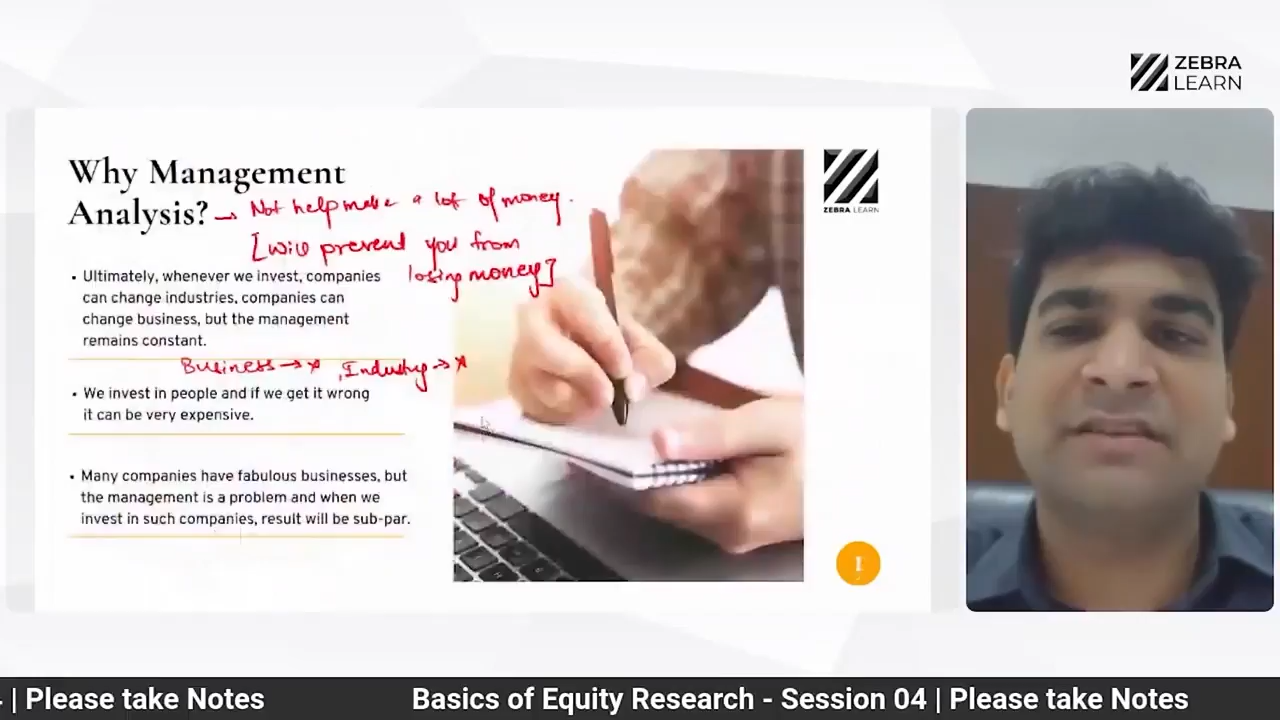 ZEBRA
LEARN
Why Management
Analysis? → Not help make a lot of money.
[will prevent you from
losing money]
ZEBRA LEARN
• Ultimately, whenever we invest, companies
can change industries, companies can
change business, but the management
remains constant.
Business → x, Industry → x
• We invest in people and if we get it wrong
it can be very expensive.
• Many companies have fabulous businesses, but
the management is a problem and when we
invest in such companies, result will be sub-par.
1
| Please take Notes Basics of Equity Research - Session 04 | Please take Notes